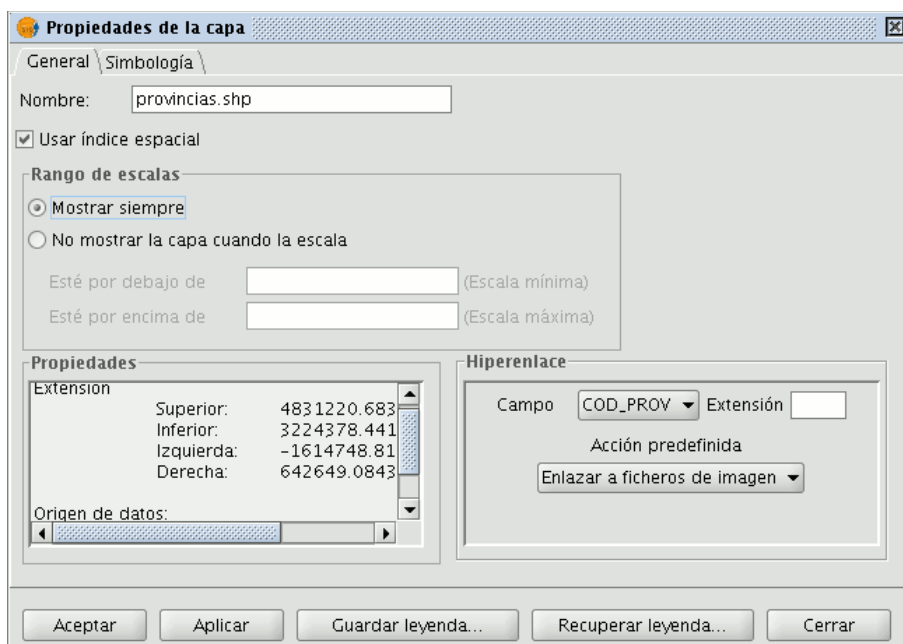 Propiedades de la capa
General Simbología
Nombre: provincias.shp
Usar índice espacial
Rango de escalas
Mostrar siempre
No mostrar la capa cuando la escala
Esté por debajo de (Escala mínima)
Esté por encima de (Escala máxima)
Propiedades
Extensión
Superior: 4831220.683
Inferior: 3224378.441
Izquierda: -1614748.81
Derecha: 642649.0843
Origen de datos:
Hiperenlace
Campo COD_PROV Extensión
Acción predefinida
Enlazar a ficheros de imagen
Aceptar Aplicar Guardar leyenda... Recuperar leyenda... Cerrar